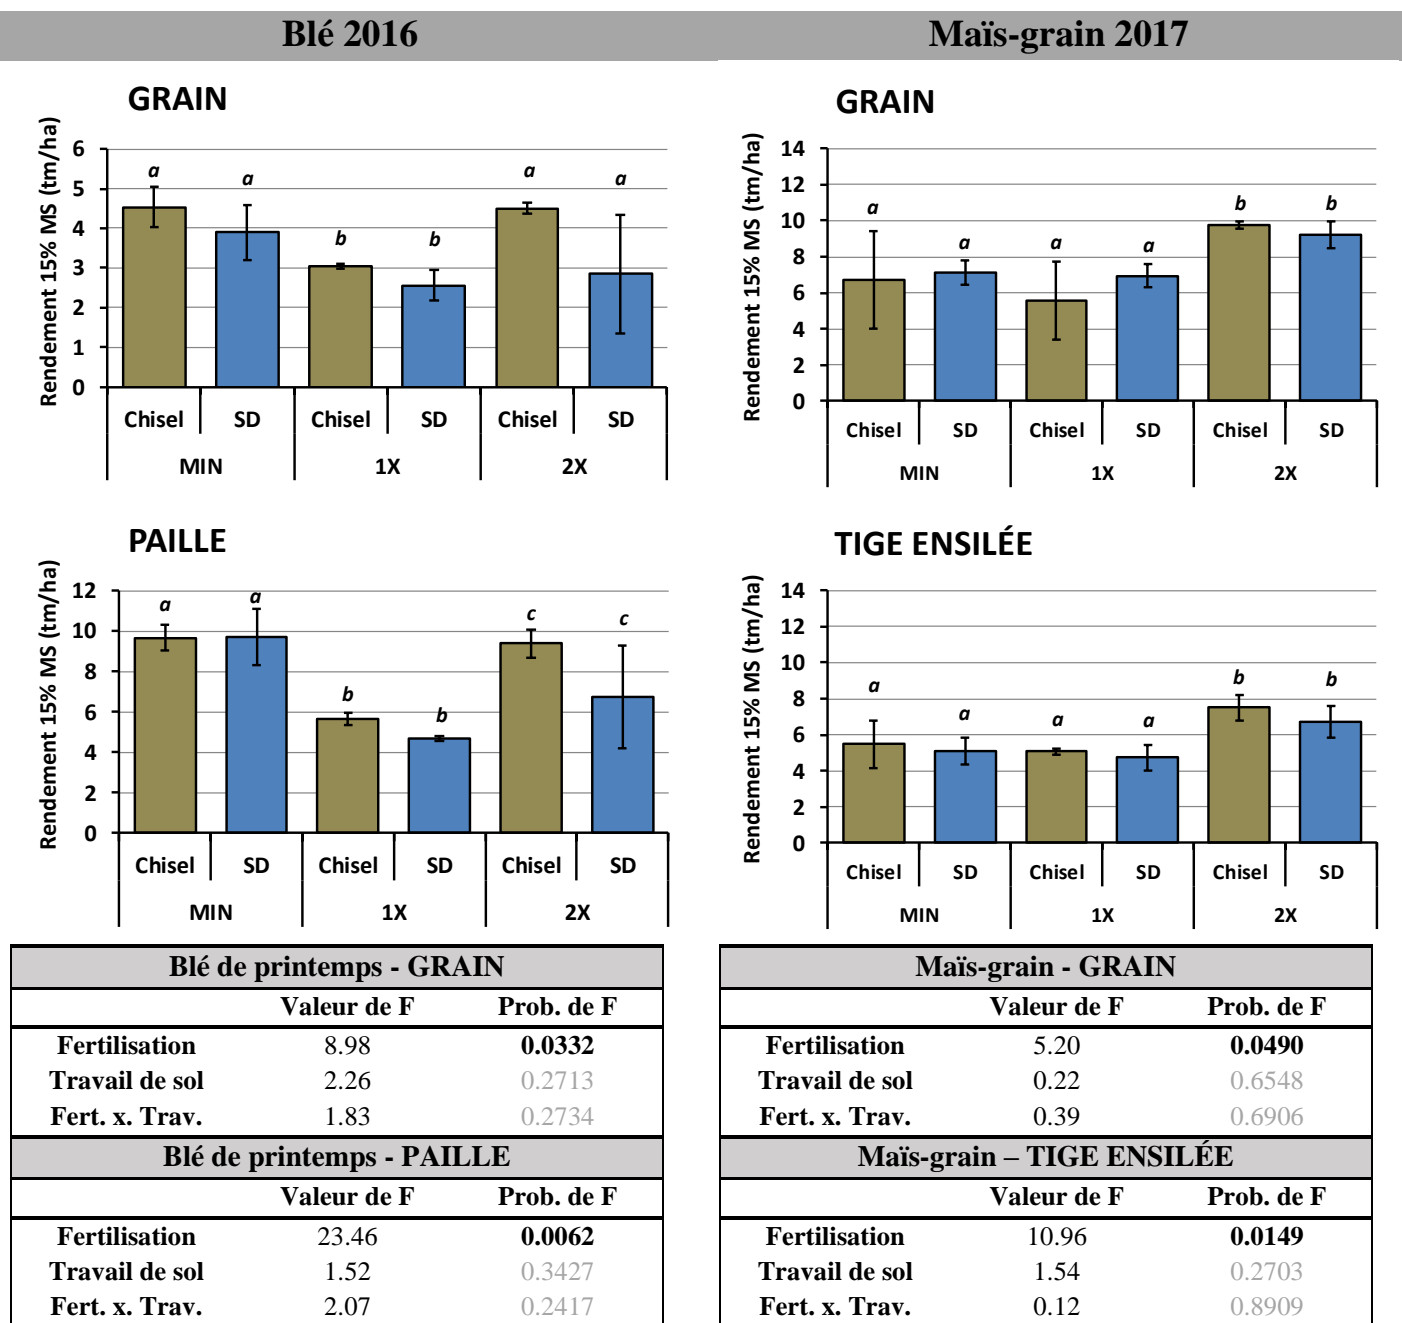 Blé 2016
Maïs-grain 2017
GRAIN
Rendement 15% MS (tm/ha)
6
5
4
3
2
1
0
a
a
b
b
a
a
Chisel SD Chisel SD Chisel SD
MIN 1X 2X
GRAIN
Rendement 15% MS (tm/ha)
14
12
10
8
6
4
2
0
a
a
a
a
b
b
Chisel SD Chisel SD Chisel SD
MIN 1X 2X
PAILLE
Rendement 15% MS (tm/ha)
12
10
8
6
4
2
0
a
a
b
b
c
c
Chisel SD Chisel SD Chisel SD
MIN 1X 2X
TIGE ENSILÉE
Rendement 15% MS (tm/ha)
14
12
10
8
6
4
2
0
a
a
a
a
b
b
Chisel SD Chisel SD Chisel SD
MIN 1X 2X
Blé de printemps - GRAIN
Valeur de F Prob. de F
Fertilisation 8.98 0.0332
Travail de sol 2.26 0.2713
Fert. x. Trav. 1.83 0.2734
Blé de printemps - PAILLE
Valeur de F Prob. de F
Fertilisation 23.46 0.0062
Travail de sol 1.52 0.3427
Fert. x. Trav. 2.07 0.2417
Maïs-grain - GRAIN
Valeur de F Prob. de F
Fertilisation 5.20 0.0490
Travail de sol 0.22 0.6548
Fert. x. Trav. 0.39 0.6906
Maïs-grain – TIGE ENSILÉE
Valeur de F Prob. de F
Fertilisation 10.96 0.0149
Travail de sol 1.54 0.2703
Fert. x. Trav. 0.12 0.8909